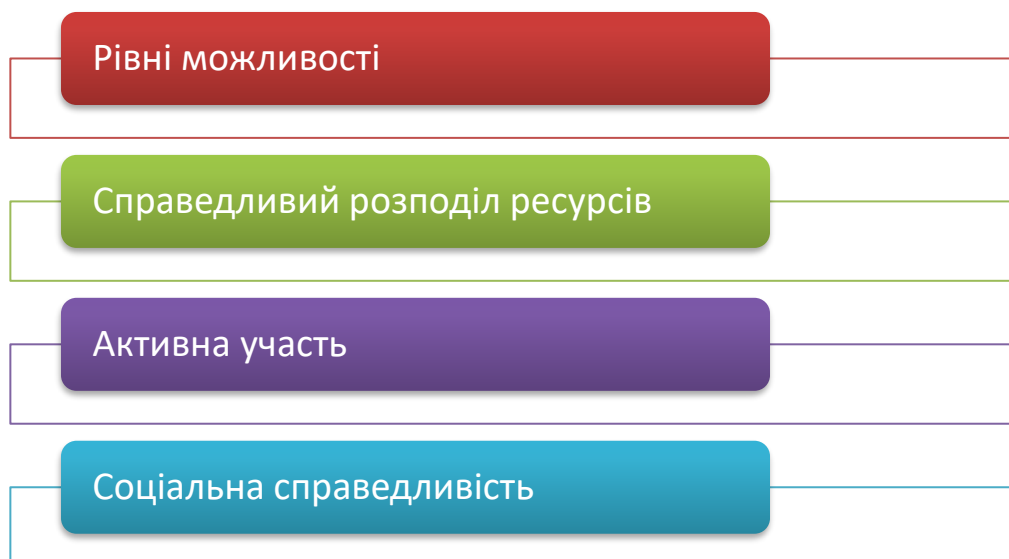 Рівні можливості
Справедливий розподіл ресурсів
Активна участь
Соціальна справедливість